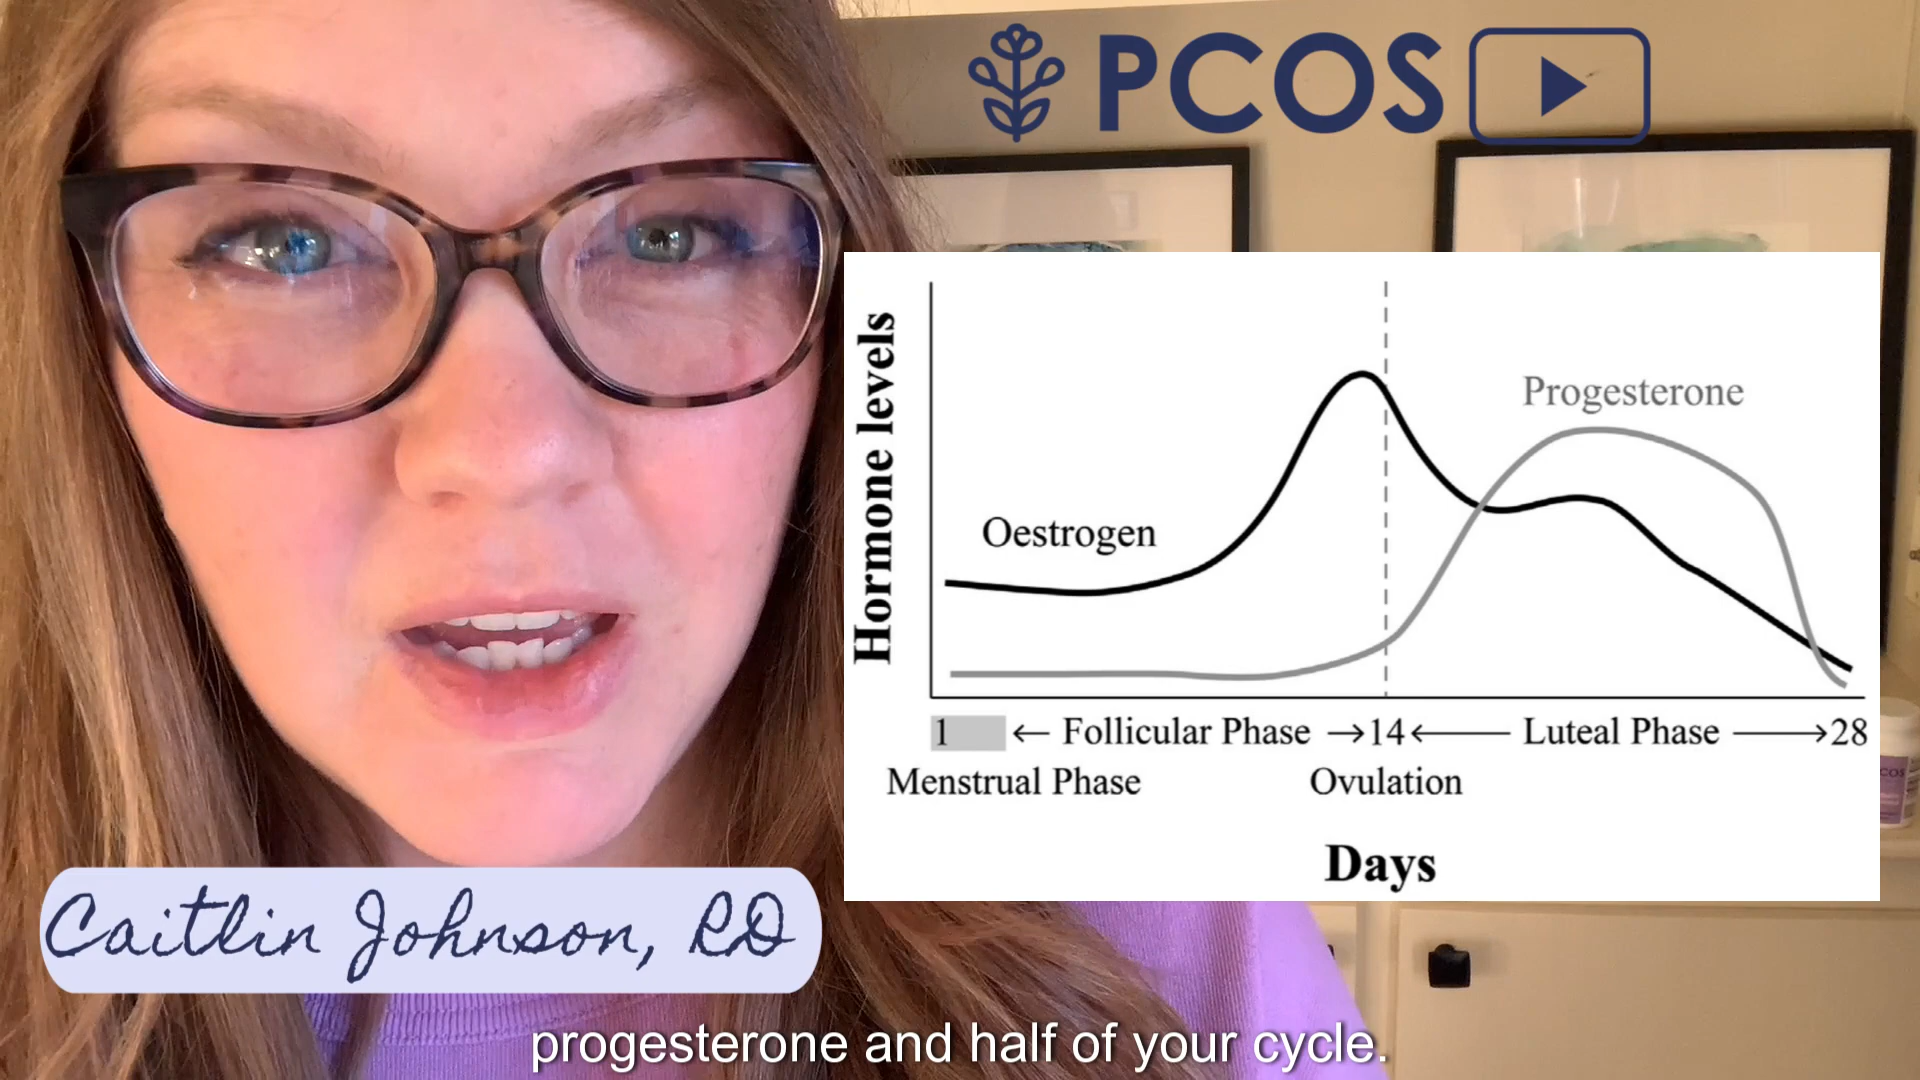 PCOS
Hormone levels
Progesterone
Oestrogen
1 ← Follicular Phase →14← Luteal Phase →28
Menstrual Phase Ovulation
Days
COS
Caitlin Johnson, RD
progesterone and half of your cycle.